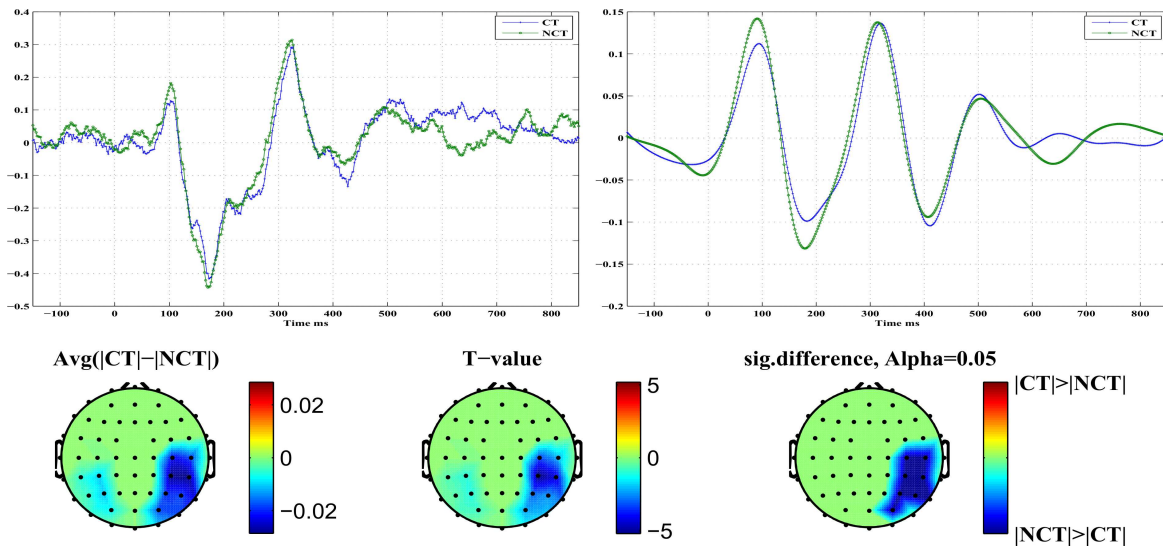 0.4
0.3
0.2
0.1
0
−0.1
−0.2
−0.3
−0.4
−0.5
−100 0 100 200 300 400 500 600 700 800
Time ms
CT
NCT
0.15
0.1
0.05
0
−0.05
−0.1
−0.15
−0.2
−100 0 100 200 300 400 500 600 700 800
Time ms
CT
NCT
Avg(|CT|−|NCT|)
0.02
0
−0.02
T−value
5
0
−5
sig.difference, Alpha=0.05
|CT|>|NCT|
|NCT|>|CT|